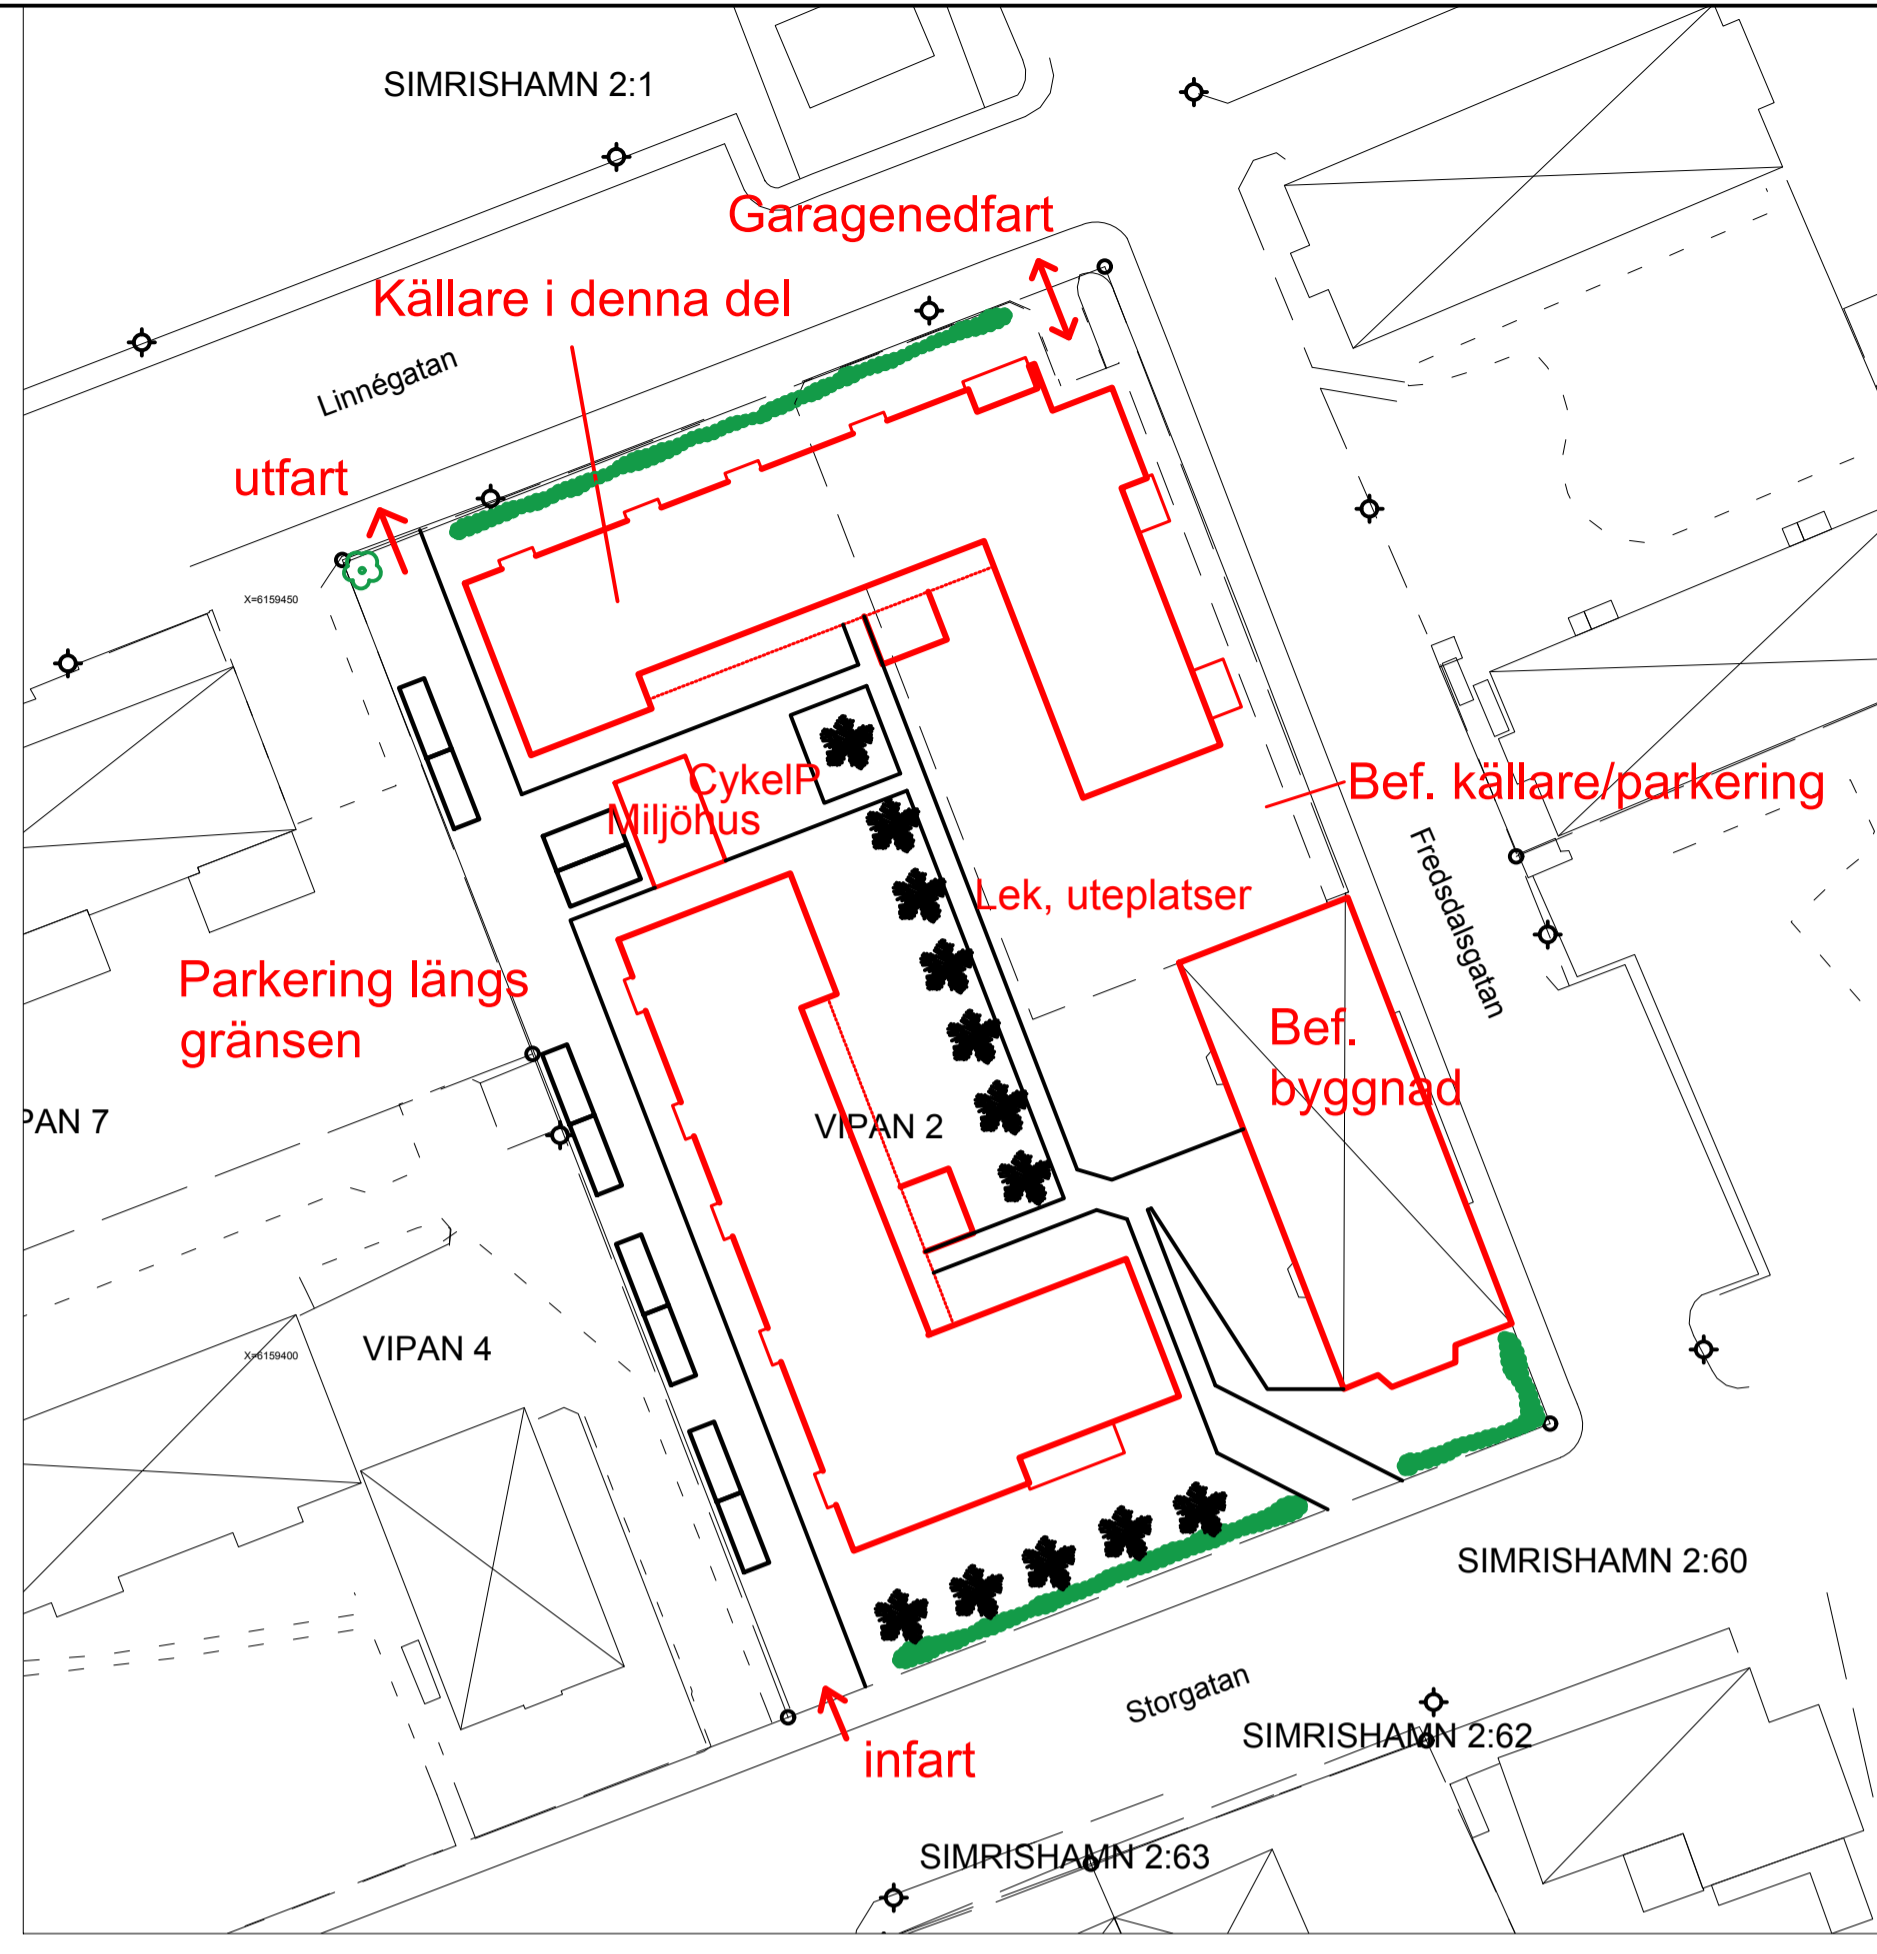 SIMRISHAMN 2:1
Garagenedfart
Källare i denna del
Linnégatan
utfart
X=6159450
CykelP
Miljöhus
Bef. källare/parkering
Fredsdalsgatan
Lek, uteplatser
Parkering längs
gränsen
Bef.
byggnad
PAN 7
VIPAN 2
VIPAN 4
X=6159400
SIMRISHAMN 2:60
Storgatan
SIMRISHAMN 2:62
infart
SIMRISHAMN 2:63